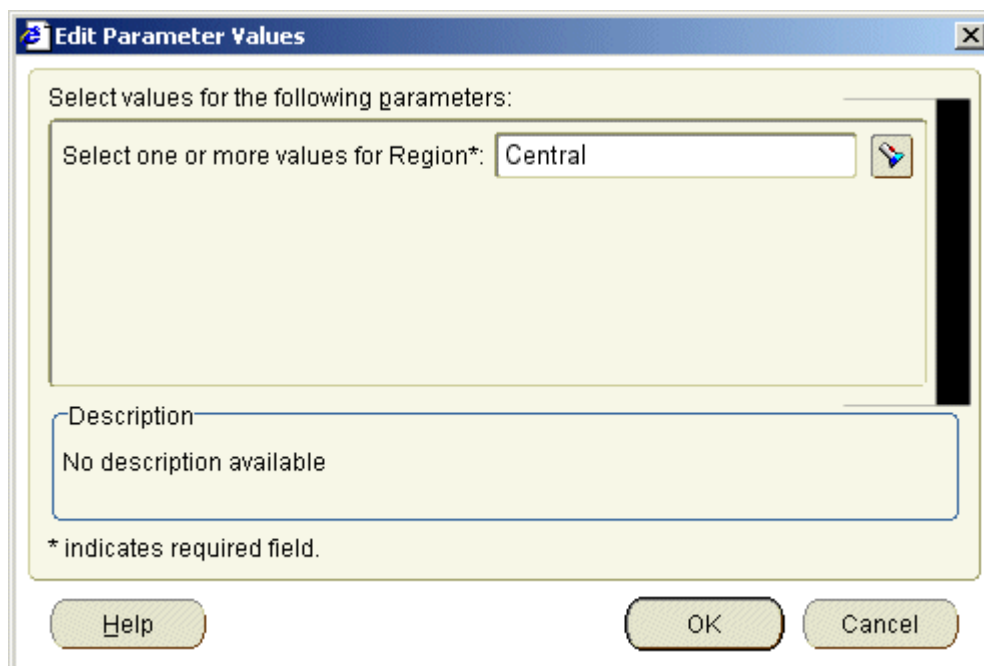 Edit Parameter Values
Select values for the following parameters:
Select one or more values for Region*: Central
Description
No description available
* indicates required field.
Help OK Cancel